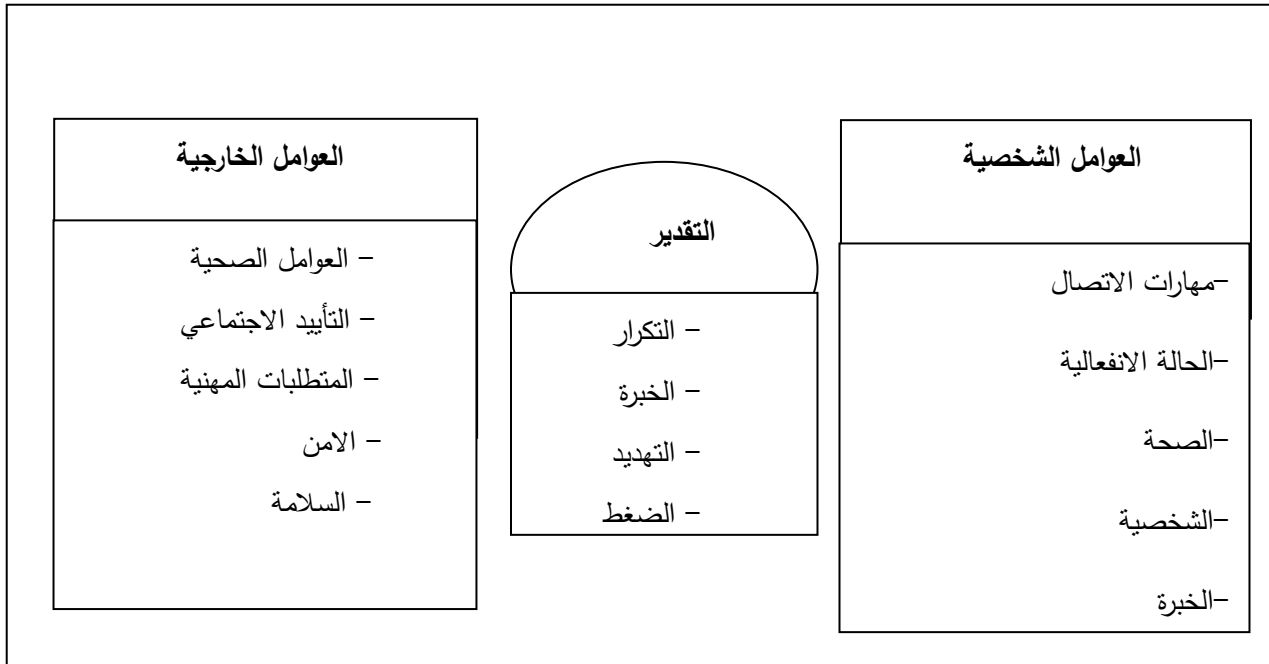 العوامل الشخصية
-مهارات الاتصال
-الحالة الانفعالية
-الصحة
-الشخصية
-الخبرة
التقدير
- التكرار
- الخبرة
- التهديد
- الضغط
العوامل الخارجية
- العوامل الصحية
- التأييد الاجتماعي
- المتطلبات المهنية
- الامن
- السلامة